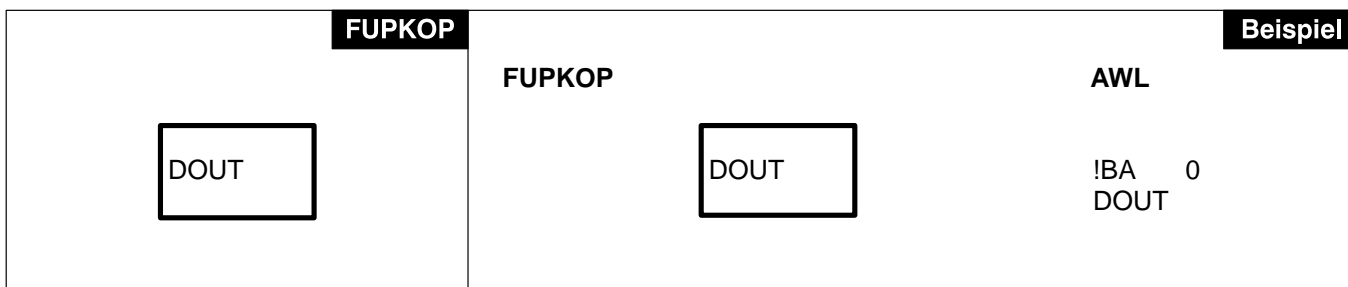 FUPKOP
Beispiel
FUPKOP
AWL
DOUT
DOUT
!BA 0
DOUT